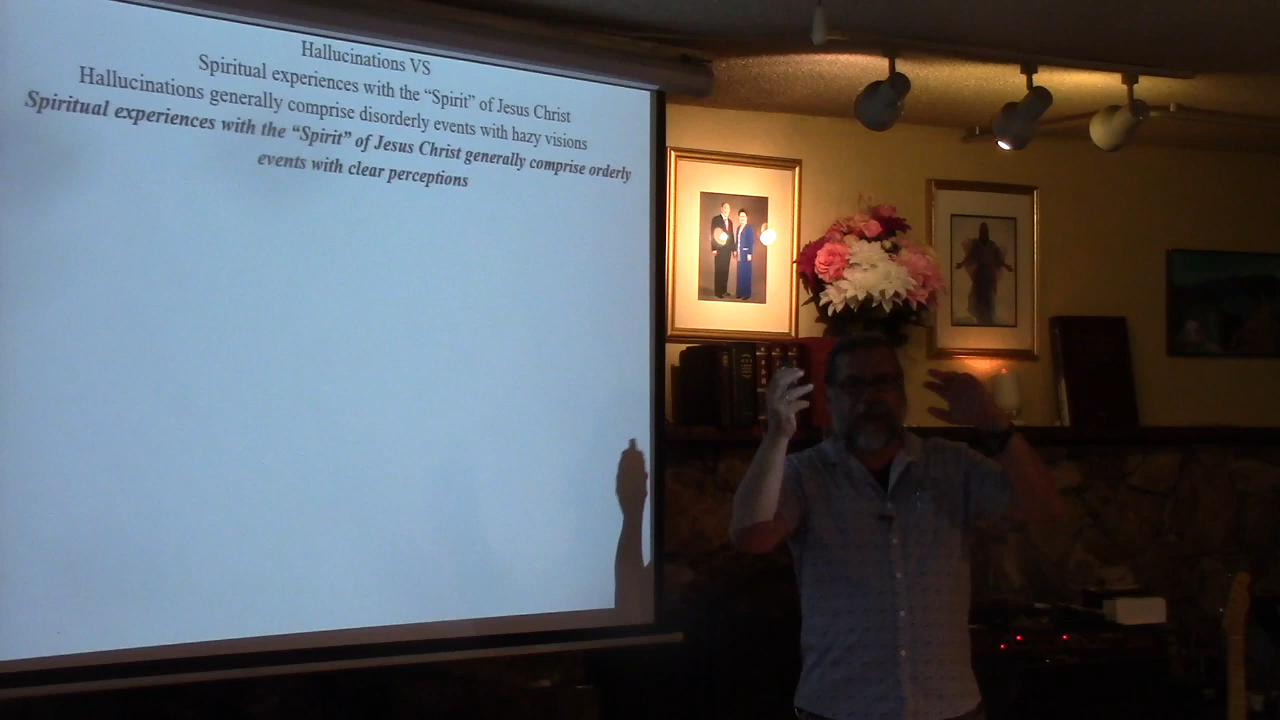 Hallucinations VS
Spiritual experiences with the “Spirit” of Jesus Christ
Hallucinations generally comprise disorderly events with hazy visions
Spiritual experiences with the “Spirit” of Jesus Christ generally comprise orderly
events with clear perceptions